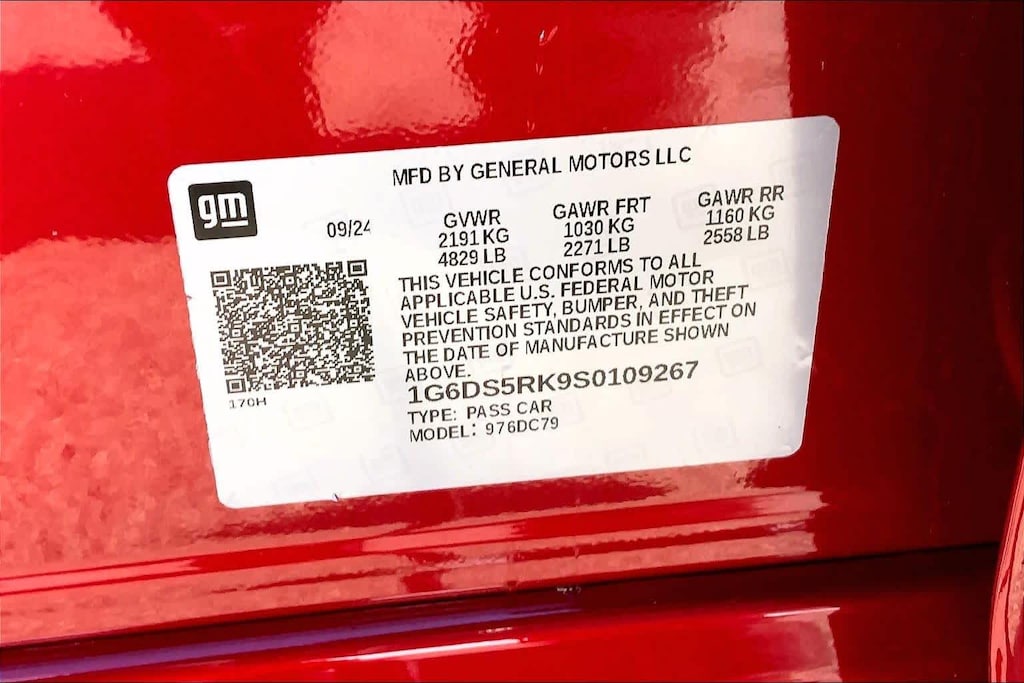 gm
MFD BY GENERAL MOTORS LLC
09/24
GVWR
2191 KG
4829 LB
GAWR FRT
1030 KG
2271 LB
GAWR RR
1160 KG
2558 LB
THIS VEHICLE CONFORMS TO ALL
APPLICABLE U.S. FEDERAL MOTOR
VEHICLE SAFETY, BUMPER, AND THEFT
PREVENTION STANDARDS IN EFFECT ON
THE DATE OF MANUFACTURE SHOWN
ABOVE.
1G6DS5RK9S0109267
TYPE: PASS CAR
MODEL: 976DC79
170H